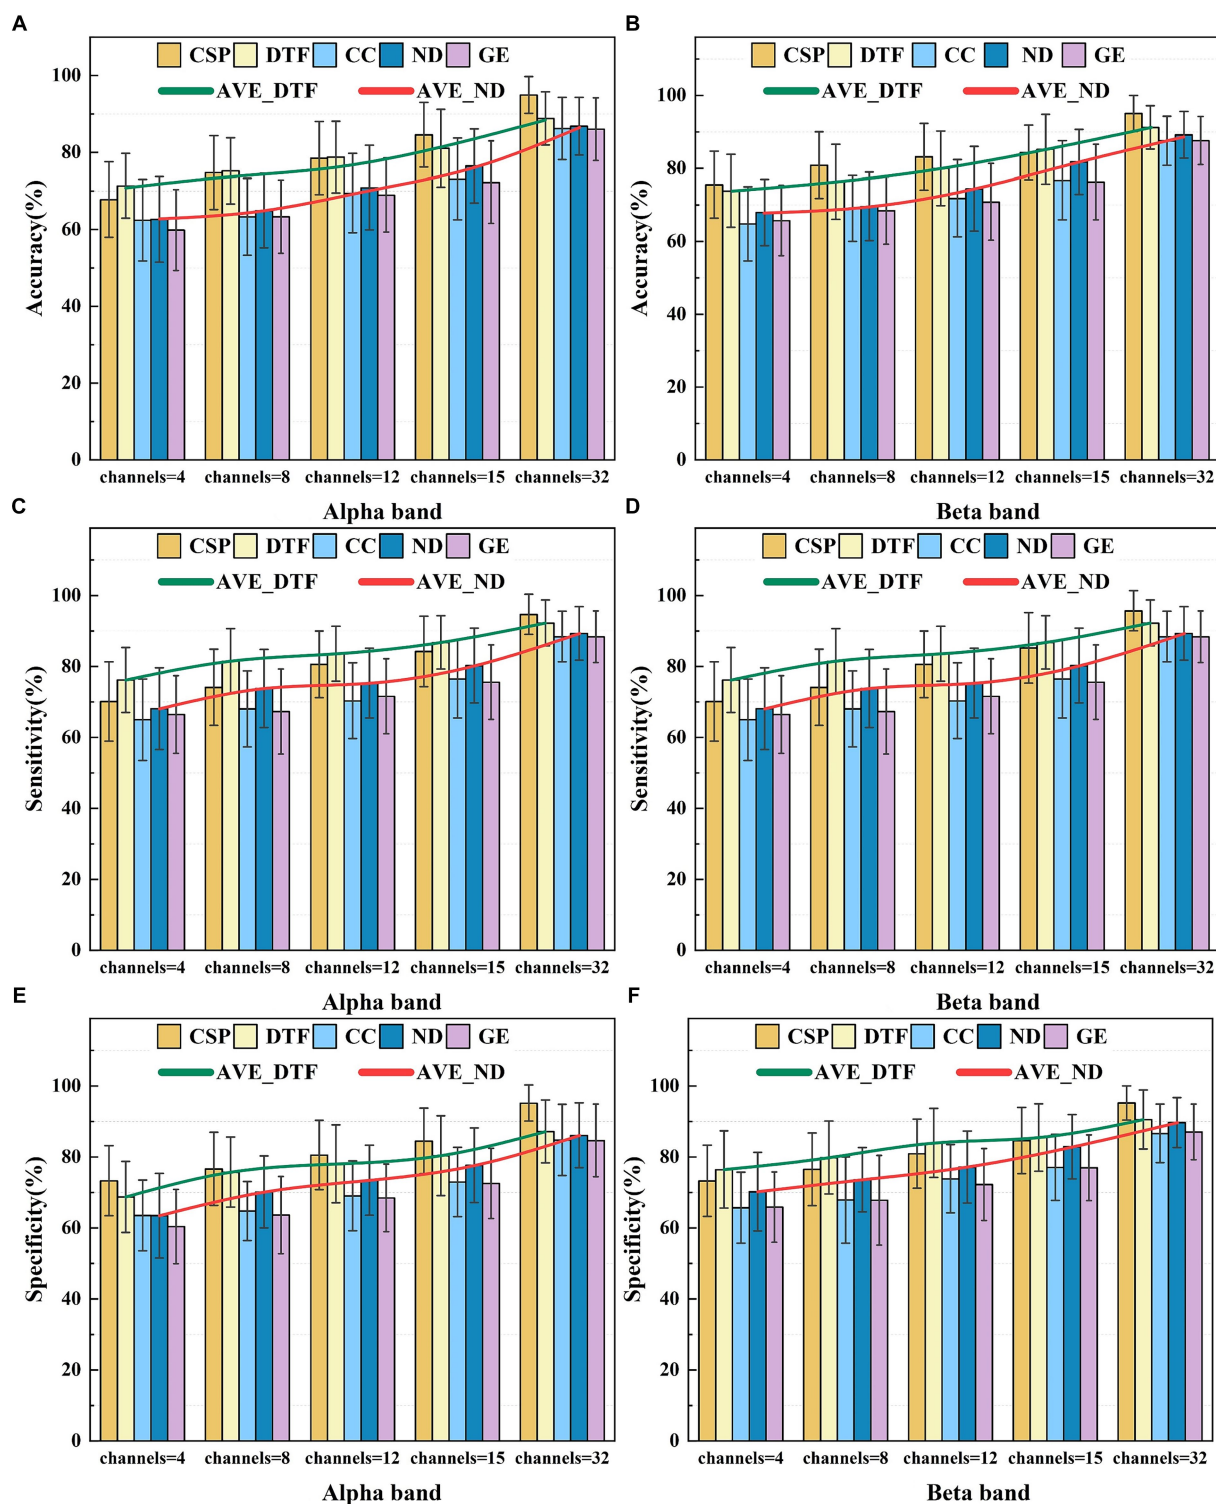 A
CSP DTF CC ND GE
AVE_DTF AVE_ND
Accuracy(%)
100
80
60
40
20
0
channels=4 channels=8 channels=12 channels=15 channels=32
Alpha band
B
CSP DTF CC ND GE
AVE_DTF AVE_ND
Accuracy(%)
100
80
60
40
20
0
channels=4 channels=8 channels=12 channels=15 channels=32
Beta band
C
CSP DTF CC ND GE
AVE_DTF AVE_ND
Sensitivity(%)
100
80
60
40
20
0
channels=4 channels=8 channels=12 channels=15 channels=32
Alpha band
D
CSP DTF CC ND GE
AVE_DTF AVE_ND
Sensitivity(%)
100
80
60
40
20
0
channels=4 channels=8 channels=12 channels=15 channels=32
Beta band
E
CSP DTF CC ND GE
AVE_DTF AVE_ND
Specificity(%)
100
80
60
40
20
0
channels=4 channels=8 channels=12 channels=15 channels=32
Alpha band
F
CSP DTF CC ND GE
AVE_DTF AVE_ND
Specificity(%)
100
80
60
40
20
0
channels=4 channels=8 channels=12 channels=15 channels=32
Beta band